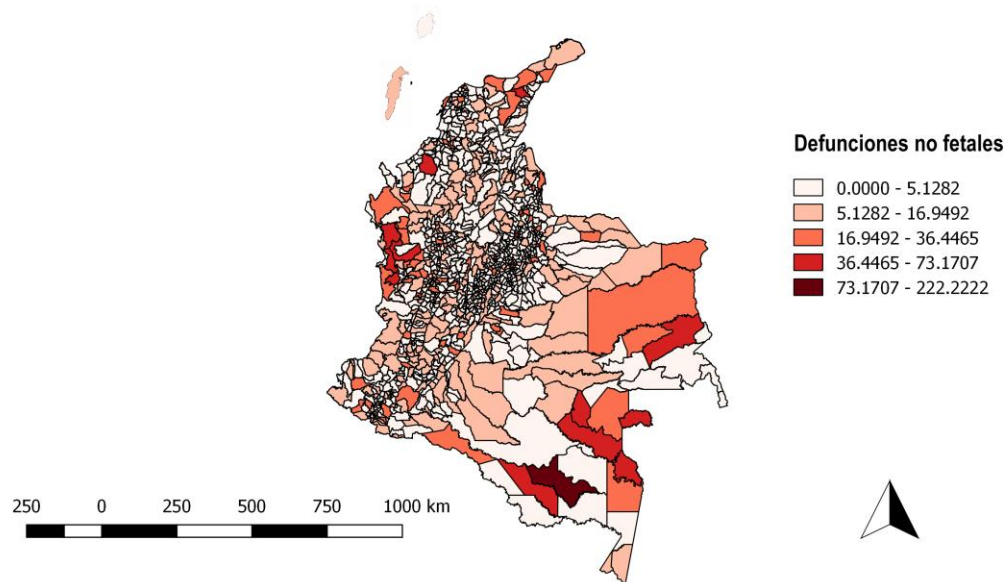 Defunciones no fetales
0.0000 - 5.1282
5.1282 - 16.9492
16.9492 - 36.4465
36.4465 - 73.1707
73.1707 - 222.2222
250 0 250 500 750 1000 km